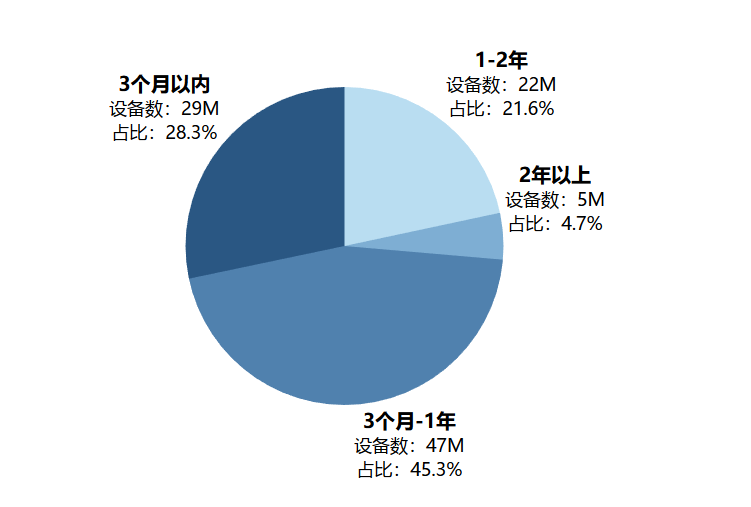 1-2年
设备数：22M
占比：21.6%
2年以上
设备数：5M
占比：4.7%
3个月-1年
设备数：47M
占比：45.3%
3个月以内
设备数：29M
占比：28.3%